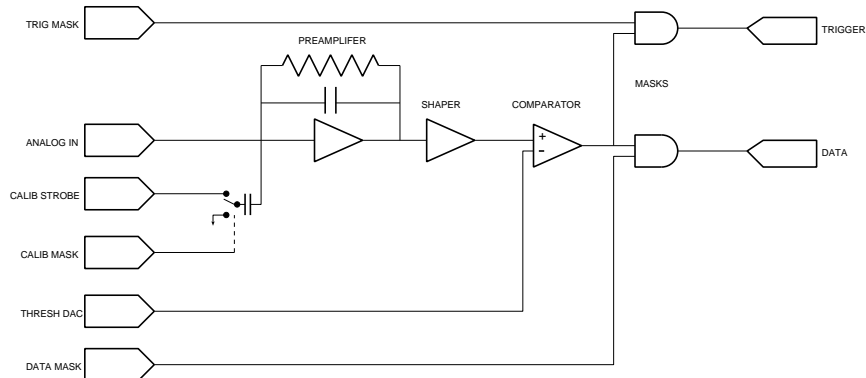 TRIG MASK
PREAMPLIFER
TRIGGER
MASKS
SHAPER
COMPARATOR
ANALOG IN
+
-
DATA
CALIB STROBE
CALIB MASK
THRESH DAC
DATA MASK